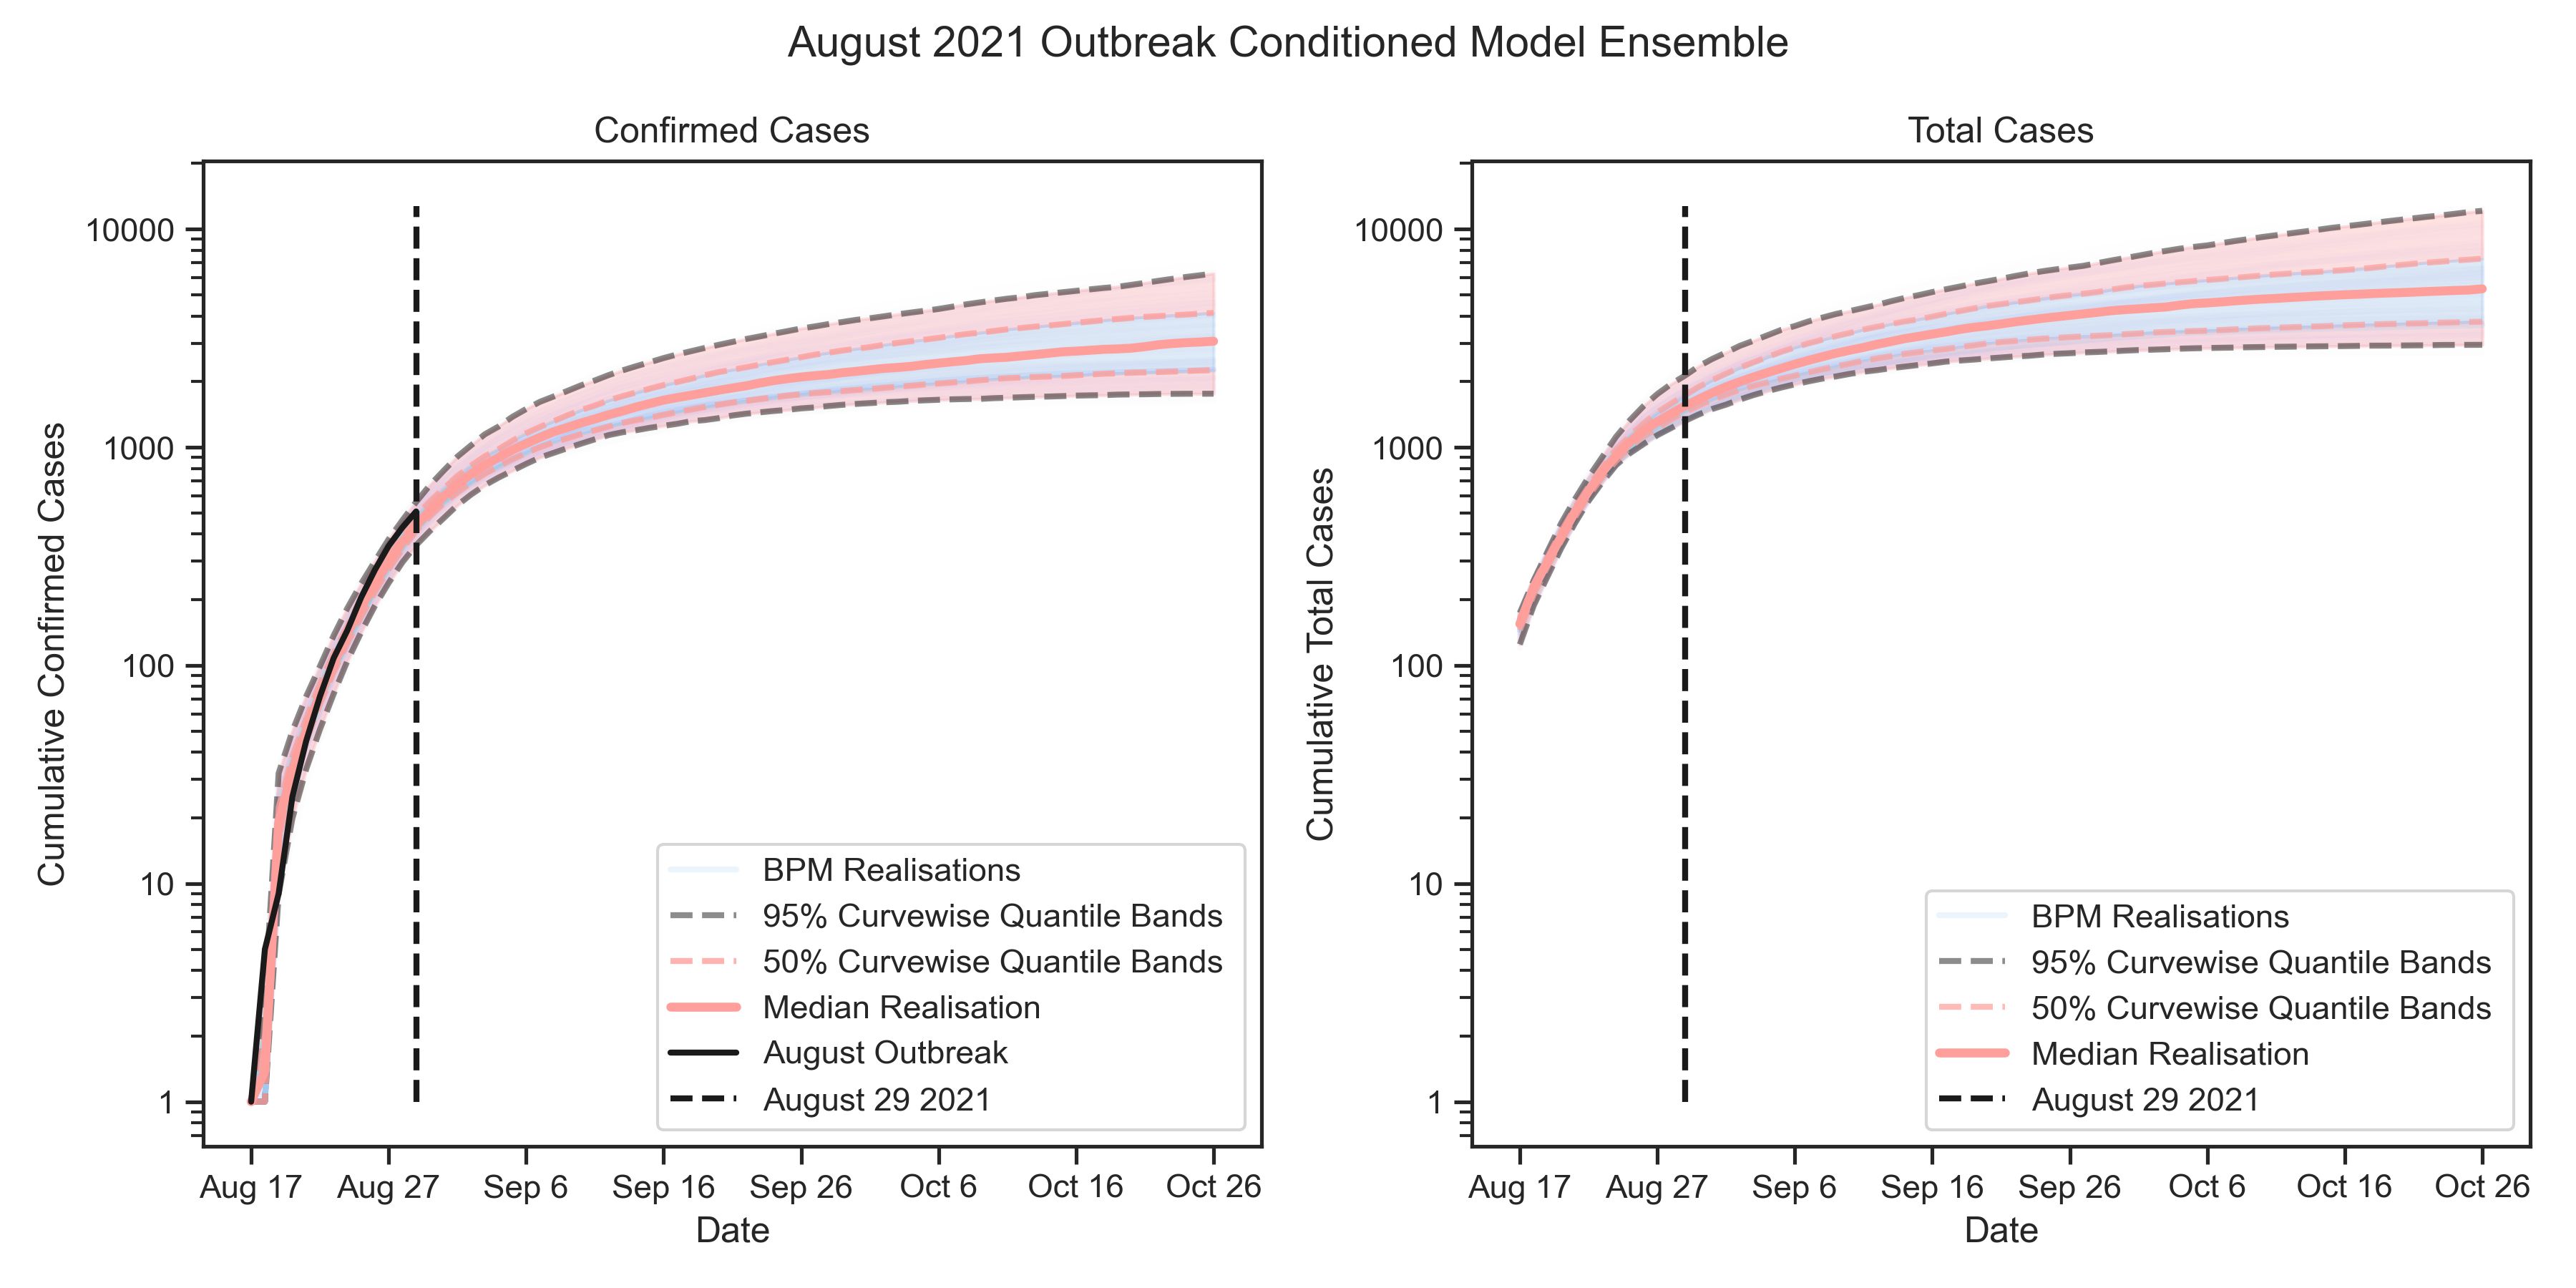 August 2021 Outbreak Conditioned Model Ensemble
Confirmed Cases
Cumulative Confirmed Cases
10000
1000
100
10
1
Aug 17
Aug 27
Sep 6
Sep 16
Sep 26
Oct 6
Oct 16
Oct 26
Date
BPM Realisations
95% Curvewise Quantile Bands
50% Curvewise Quantile Bands
Median Realisation
August Outbreak
August 29 2021
Total Cases
Cumulative Total Cases
10000
1000
100
10
1
Aug 17
Aug 27
Sep 6
Sep 16
Sep 26
Oct 6
Oct 16
Oct 26
Date
BPM Realisations
95% Curvewise Quantile Bands
50% Curvewise Quantile Bands
Median Realisation
August 29 2021